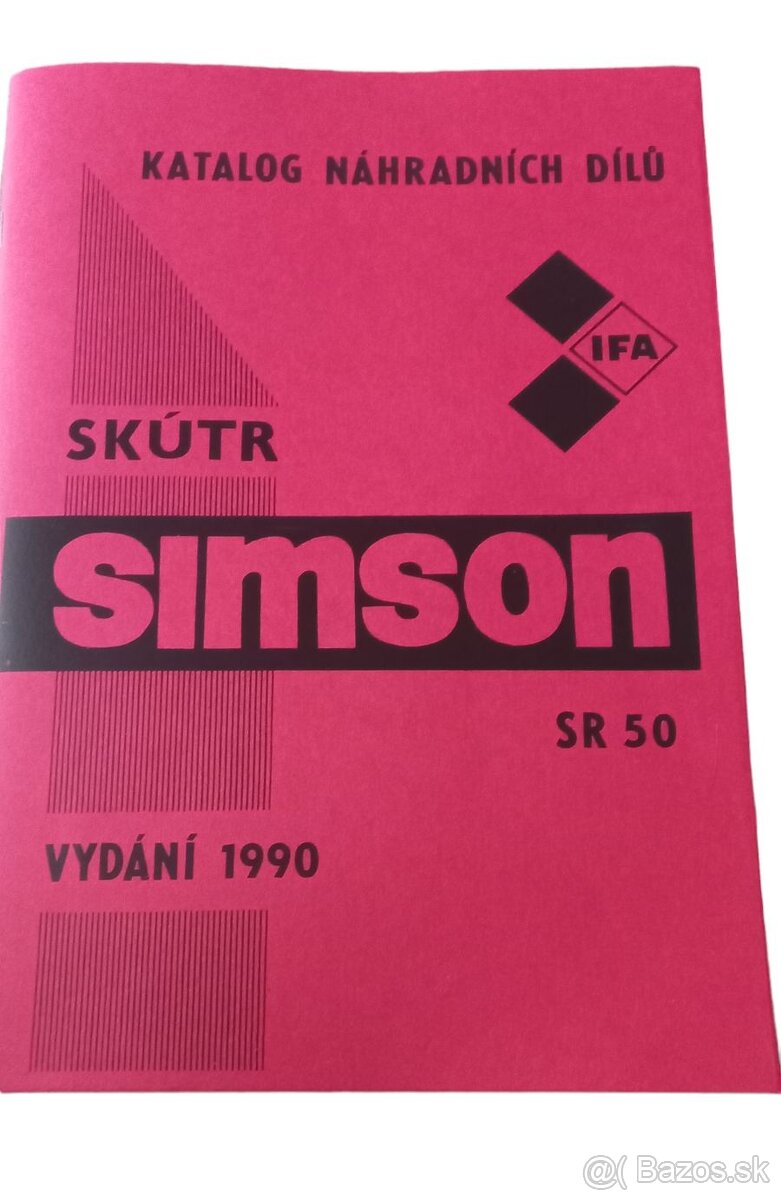 KATALOG NÁHRADNÍCH DÍLŮ
IFA
SKÚTR
simson
SR 50
VYDÁNÍ 1990
@( Bazos.sk